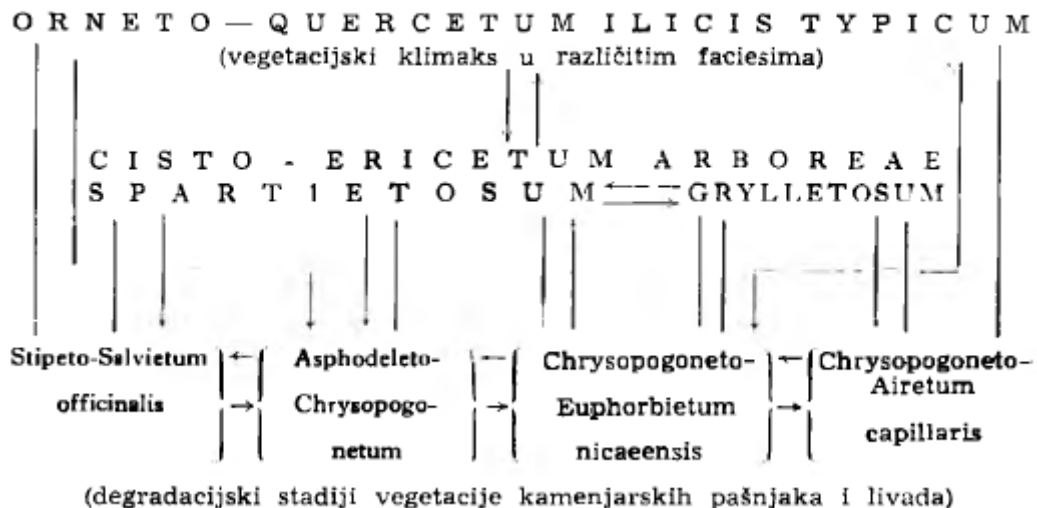 ORNETO — QUERCETUM ILICIS TYPICUM
(vegetacijski klimaks u različitim faciesima)
CISTO - ERICETUM ARBOREAE
SPARTIETOSUM GRYLLETOSUM
Stipeto-Salvietum officinalis
Asphodeleto-Chrysopogo-netum
Chrysopogoneto-Euphorbietum nicaeensis
Chrysopogoneto-Airetum capillaris
(degradacijski stadiji vegetacije kamenjarskih pašnjaka i livada)